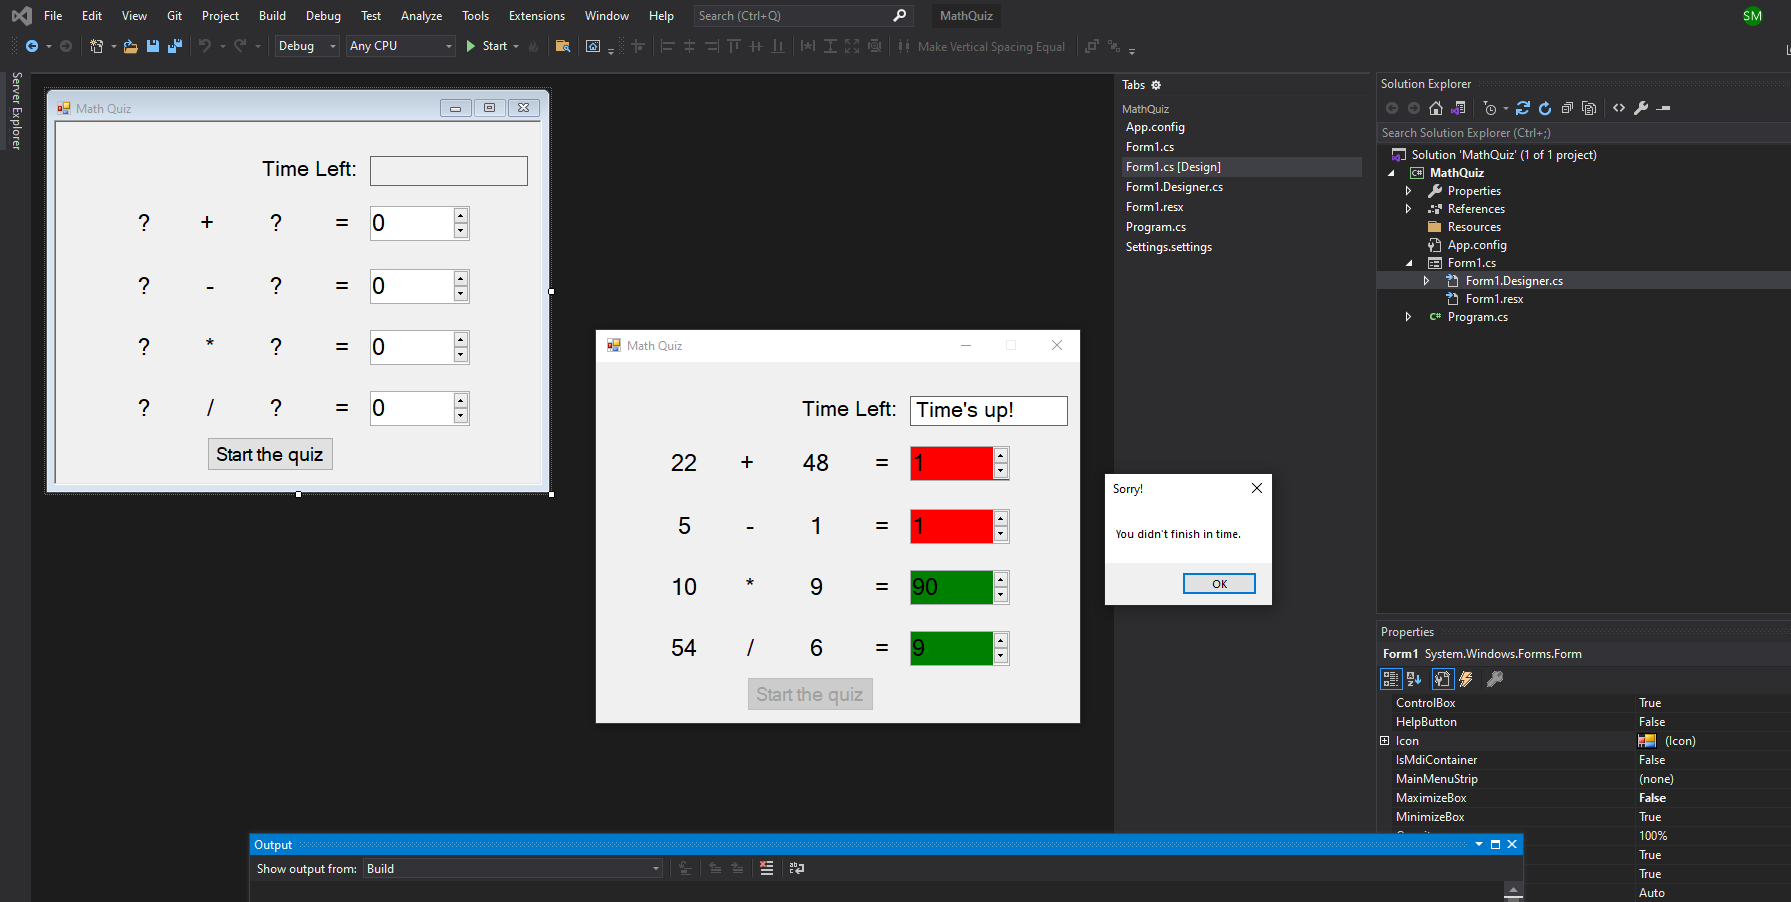 File Edit View Git Project Build Debug Test Analyze Tools Extensions Window Help Search (Ctrl+Q) MathQuiz SM
Debug Any CPU Start Make Vertical Spacing Equal
Server Explorer
Math Quiz
Time Left:
? + ? = 0
? - ? = 0
? * ? = 0
? / ? = 0
Start the quiz
Math Quiz
Time Left: Time's up!
22 + 48 = 1
5 - 1 = 1
10 * 9 = 90
54 / 6 = 9
Start the quiz
Sorry!
You didn't finish in time.
OK
Tabs
MathQuiz
App.config
Form1.cs
Form1.cs [Design]
Form1.Designer.cs
Form1.resx
Program.cs
Settings.settings
Solution Explorer
Search Solution Explorer (Ctrl+;)
Solution 'MathQuiz' (1 of 1 project)
C# MathQuiz
Properties
References
Resources
App.config
Form1.cs
Form1.Designer.cs
Form1.resx
C# Program.cs
Properties
Form1 System.Windows.Forms.Form
ControlBox True
HelpButton False
Icon (Icon)
IsMdiContainer False
MainMenuStrip (none)
MaximizeBox False
MinimizeBox True
100%
True
True
Auto
Output
Show output from: Build